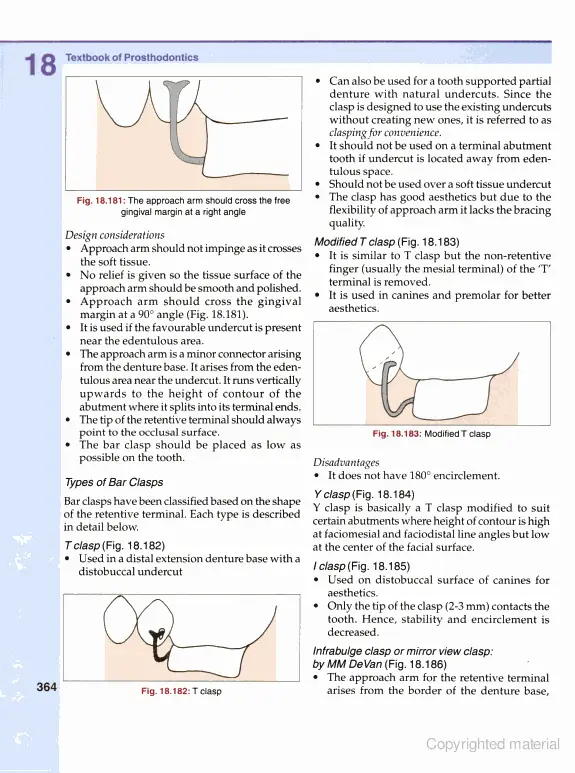 18
Textbook of Prosthodontics
Fig. 18.181: The approach arm should cross the free
gingival margin at a right angle
Design considerations
• Approach arm should not impinge as it crosses
the soft tissue.
• No relief is given so the tissue surface of the
approach arm should be smooth and polished.
• Approach arm should cross the gingival
margin at a 90° angle (Fig. 18.181).
• It is used if the favourable undercut is present
near the edentulous area.
• The approach arm is a minor connector arising
from the denture base. It arises from the eden-
tulous area near the undercut. It runs vertically
upwards to the height of contour of the
abutment where it splits into its terminal ends.
• The tip of the retentive terminal should always
point to the occlusal surface.
• The bar clasp should be placed as low as
possible on the tooth.
Types of Bar Clasps
Bar clasps have been classified based on the shape
of the retentive terminal. Each type is described
in detail below.
T clasp (Fig. 18.182)
• Used in a distal extension denture base with a
distobuccal undercut
Fig. 18.182: T clasp
364
• Can also be used for a tooth supported partial
denture with natural undercuts. Since the
clasp is designed to use the existing undercuts
without creating new ones, it is referred to as
clasping for convenience.
• It should not be used on a terminal abutment
tooth if undercut is located away from eden-
tulous space.
• Should not be used over a soft tissue undercut
• The clasp has good aesthetics but due to the
flexibility of approach arm it lacks the bracing
quality.
Modified T clasp (Fig. 18.183)
• It is similar to T clasp but the non-retentive
finger (usually the mesial terminal) of the 'T'
terminal is removed.
• It is used in canines and premolar for better
aesthetics.
Fig. 18.183: Modified T clasp
Disadvantages
• It does not have 180° encirclement.
Y clasp (Fig. 18.184)
Y clasp is basically a T clasp modified to suit
certain abutments where height of contour is high
at faciomesial and faciodistal line angles but low
at the center of the facial surface.
I clasp (Fig. 18.185)
• Used on distobuccal surface of canines for
aesthetics.
• Only the tip of the clasp (2-3 mm) contacts the
tooth. Hence, stability and encirclement is
decreased.
Infrabulge clasp or mirror view clasp:
by MM DeVan (Fig. 18.186)
• The approach arm for the retentive terminal
arises from the border of the denture base,
Copyrighted material